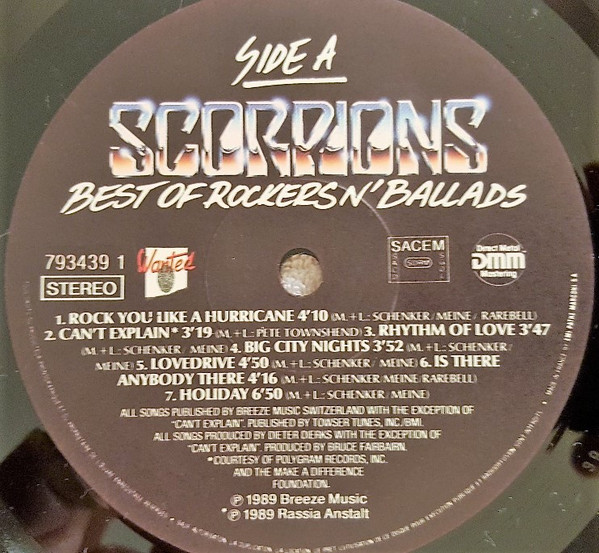 SIDE A
SCORPIONS
BEST OF ROCKERS N' BALLADS
793439 1
STEREO
Wanted
SACEM
SACD
SDRM
SGDL
Direct Metal
DMM
Mastering
1. ROCK YOU LIKE A HURRICANE 4'10 (M.+L.: SCHENKER/MEINE/ RAREBELL)
2. CAN'T EXPLAIN* 3'19 (M.+L.: PETE TOWNSHEND) 3. RHYTHM OF LOVE 3'47
(M.+L.: SCHENKER/ MEINE) 4. BIG CITY NIGHTS 3'52 (M.+L.: SCHENKER/
MEINE) 5. LOVEDRIVE 4'50 (M.+L.: SCHENKER/ MEINE) 6. IS THERE
ANYBODY THERE 4'16 (M.+L.: SCHENKER/MEINE/RAREBELL)
7. HOLIDAY 6'50 (M.+L.: SCHENKER/MEINE)
ALL SONGS PUBLISHED BY BREEZE MUSIC SWITZERLAND WITH THE EXCEPTION OF
"CAN'T EXPLAIN". PUBLISHED BY TOWSER TUNES, INC./BMI.
ALL SONGS PRODUCED BY DIETER DIERKS WITH THE EXCEPTION OF
"CAN'T EXPLAIN". PRODUCED BY BRUCE FAIRBAIRN.
*COURTESY OF POLYGRAM RECORDS, INC.
AND THE MAKE A DIFFERENCE
FOUNDATION.
℗ 1989 Breeze Music
*℗ 1989 Rassia Anstalt